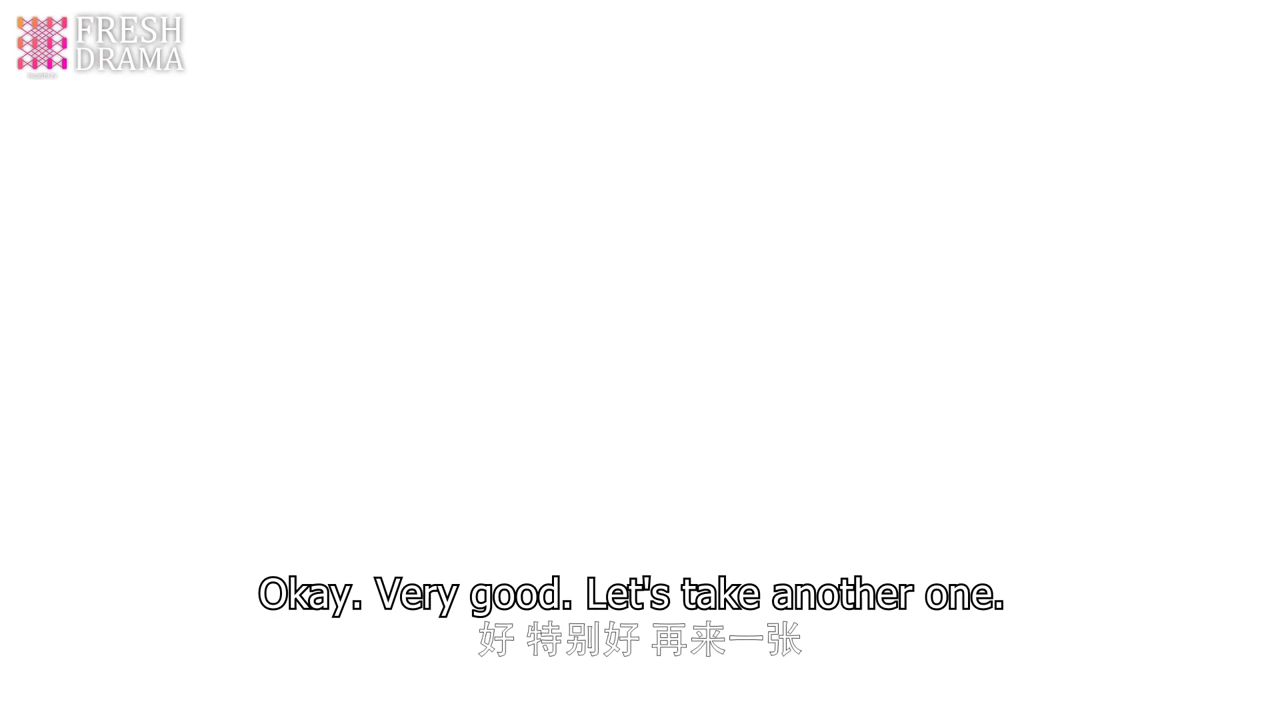 FRESH
DRAMA
Okay. Very good. Let's take another one.
好 特别好 再来一张